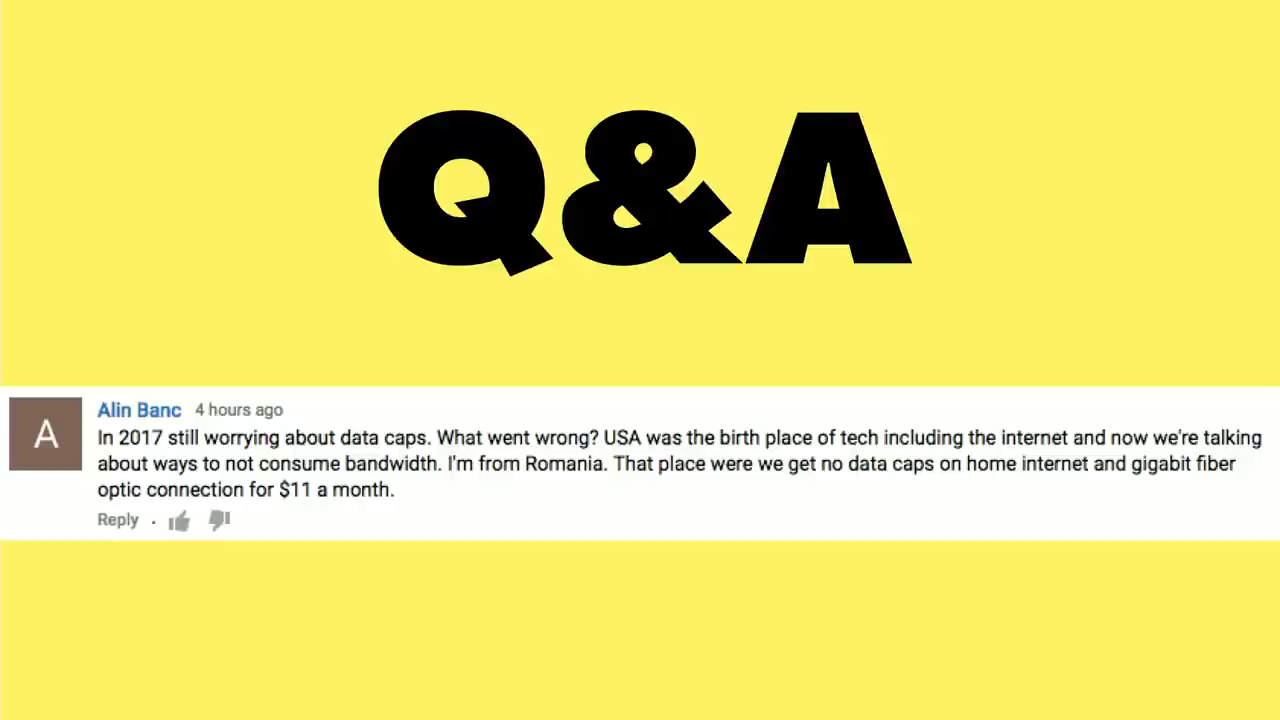 Q&A
A
Alin Banc 4 hours ago
In 2017 still worrying about data caps. What went wrong? USA was the birth place of tech including the internet and now we're talking
about ways to not consume bandwidth. I'm from Romania. That place were we get no data caps on home internet and gigabit fiber
optic connection for $11 a month.
Reply .